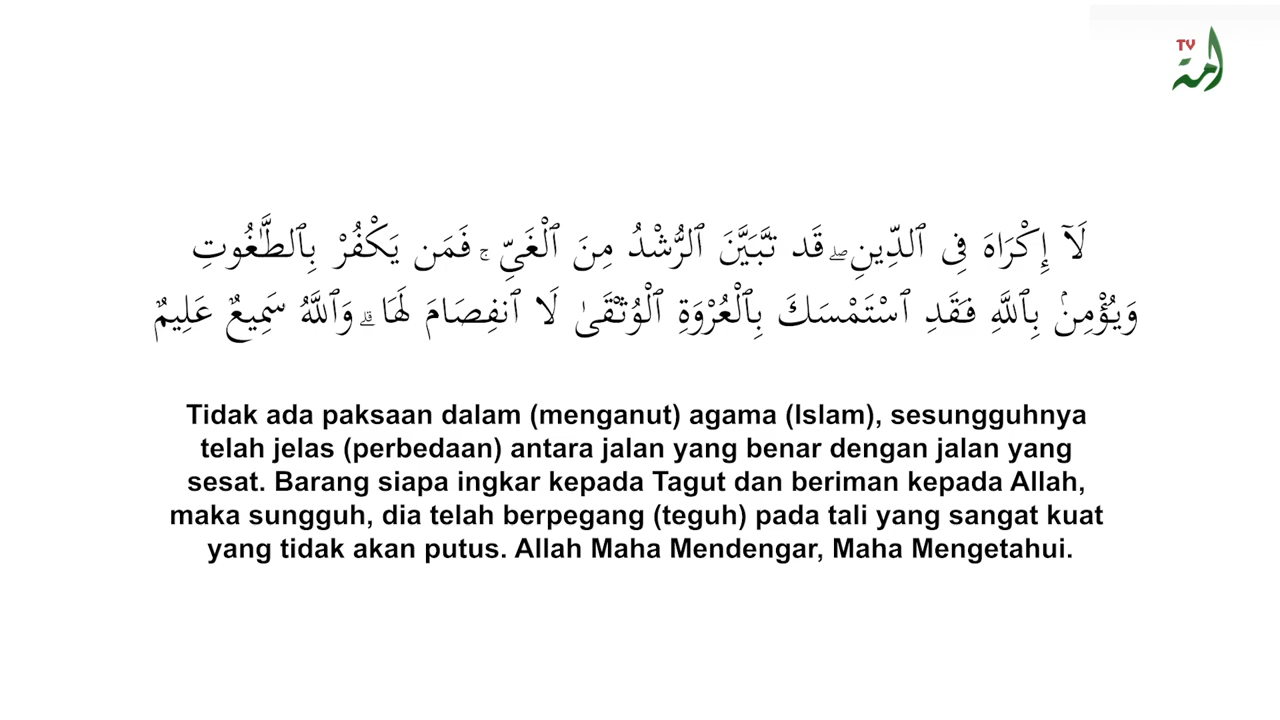 TV
امة
لَآ إِكْرَاهَ فِى ٱلدِّينِ ۖ قَد تَّبَيَّنَ ٱلرُّشْدُ مِنَ ٱلْغَىِّ ۚ فَمَن يَكْفُرْ بِٱلطَّٰغُوتِ
وَيُؤْمِنۢ بِٱللَّهِ فَقَدِ ٱسْتَمْسَكَ بِٱلْعُرْوَةِ ٱلْوُثْقَىٰ لَا ٱنفِصَامَ لَهَا ۗ وَٱللَّهُ سَمِيعٌ عَلِيمٌ
Tidak ada paksaan dalam (menganut) agama (Islam), sesungguhnya
telah jelas (perbedaan) antara jalan yang benar dengan jalan yang
sesat. Barang siapa ingkar kepada Tagut dan beriman kepada Allah,
maka sungguh, dia telah berpegang (teguh) pada tali yang sangat kuat
yang tidak akan putus. Allah Maha Mendengar, Maha Mengetahui.